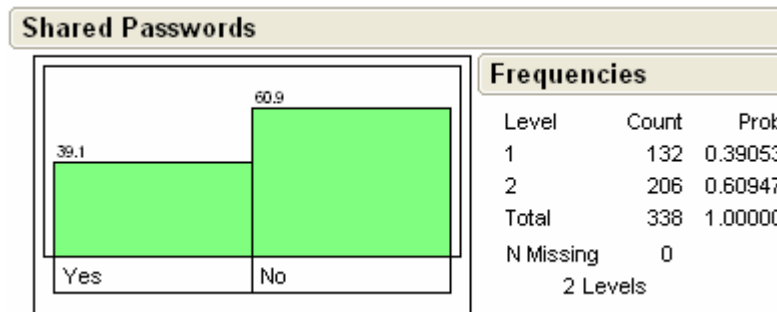 Shared Passwords
60.9
39.1
Yes No
Frequencies
Level Count Prob
1 132 0.39053
2 206 0.60947
Total 338 1.00000
N Missing 0
2 Levels